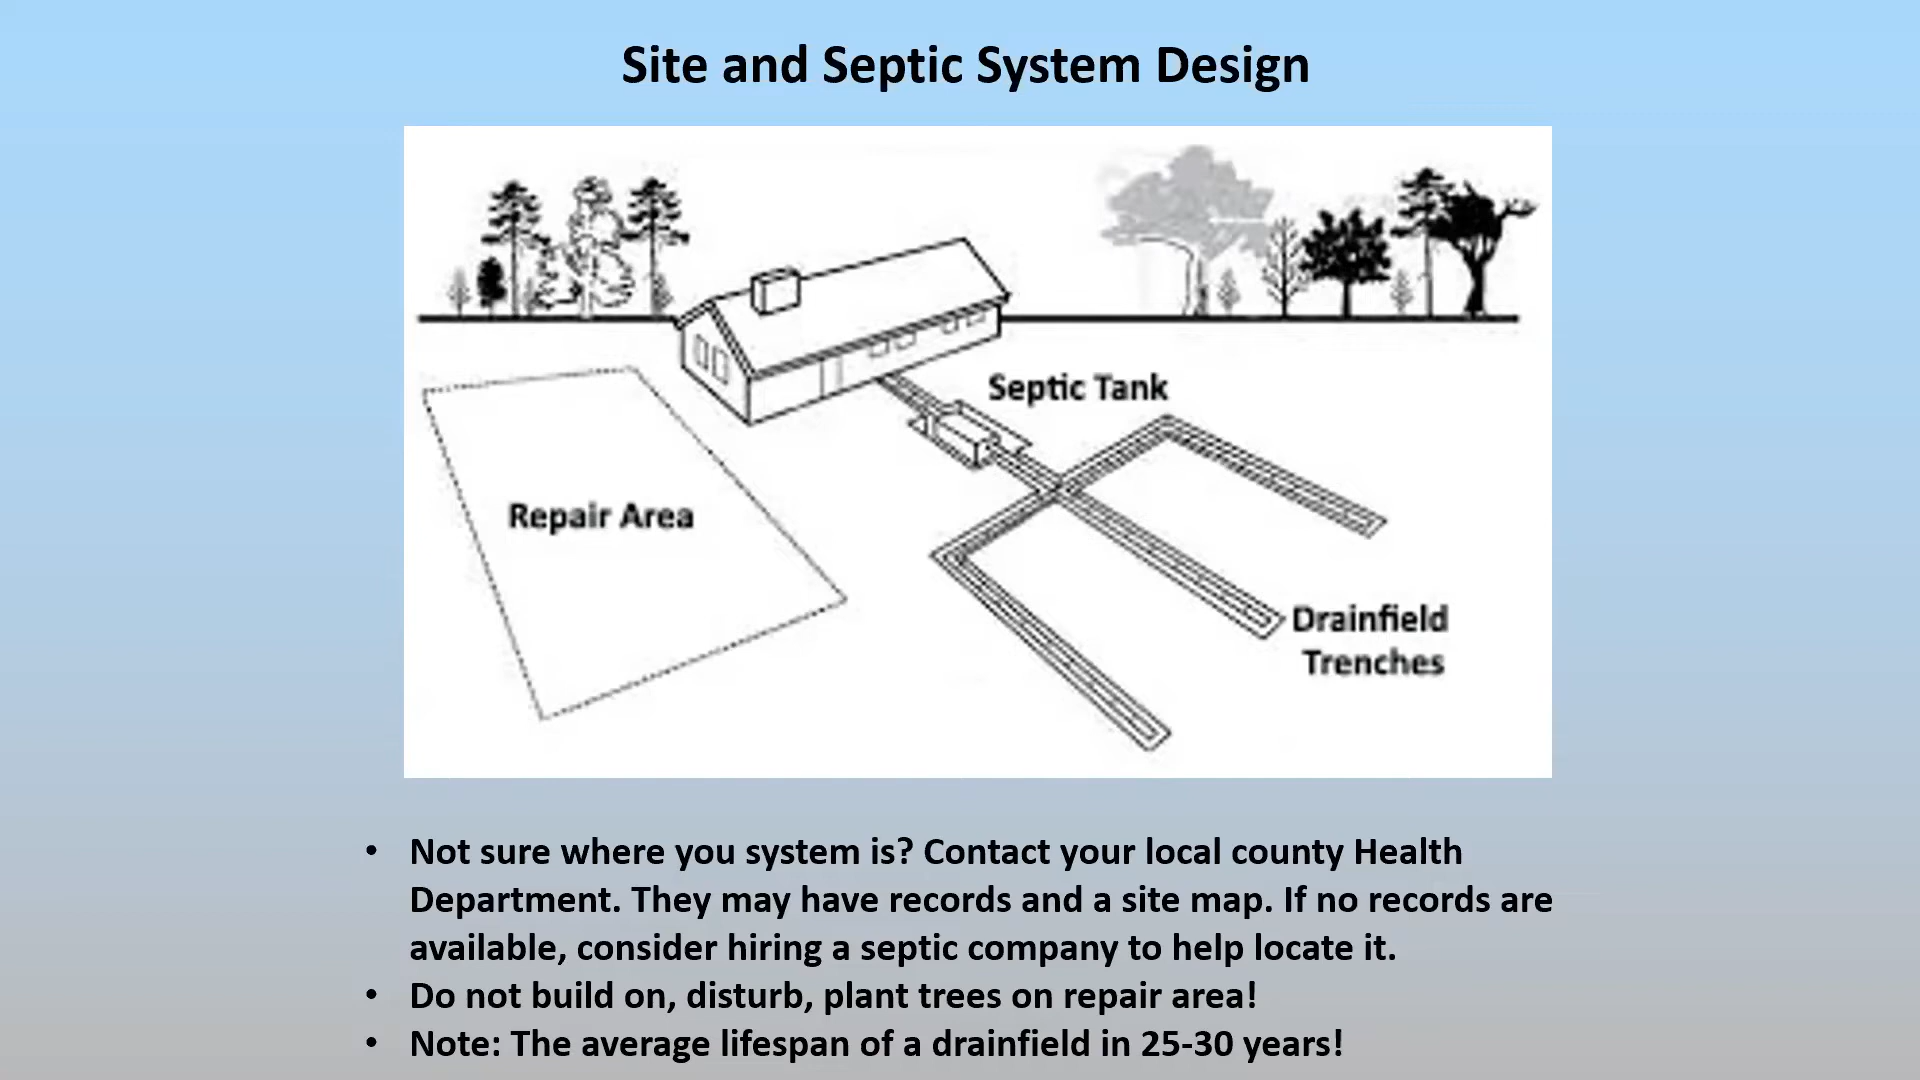 Site and Septic System Design
Septic Tank
Repair Area
Drainfield
Trenches
• Not sure where you system is? Contact your local county Health
Department. They may have records and a site map. If no records are
available, consider hiring a septic company to help locate it.
• Do not build on, disturb, plant trees on repair area!
• Note: The average lifespan of a drainfield in 25-30 years!